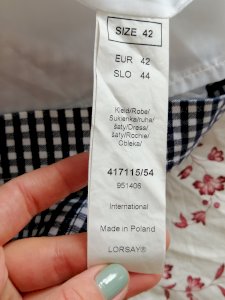 SIZE 42
EUR 42
SLO 44
Kleid/Robe/
Sukienka/ruha/
šaty/Dress/
šaty/Rochie/
Obleka/
417115/54
951406
International
Made in Poland
LORSAY®